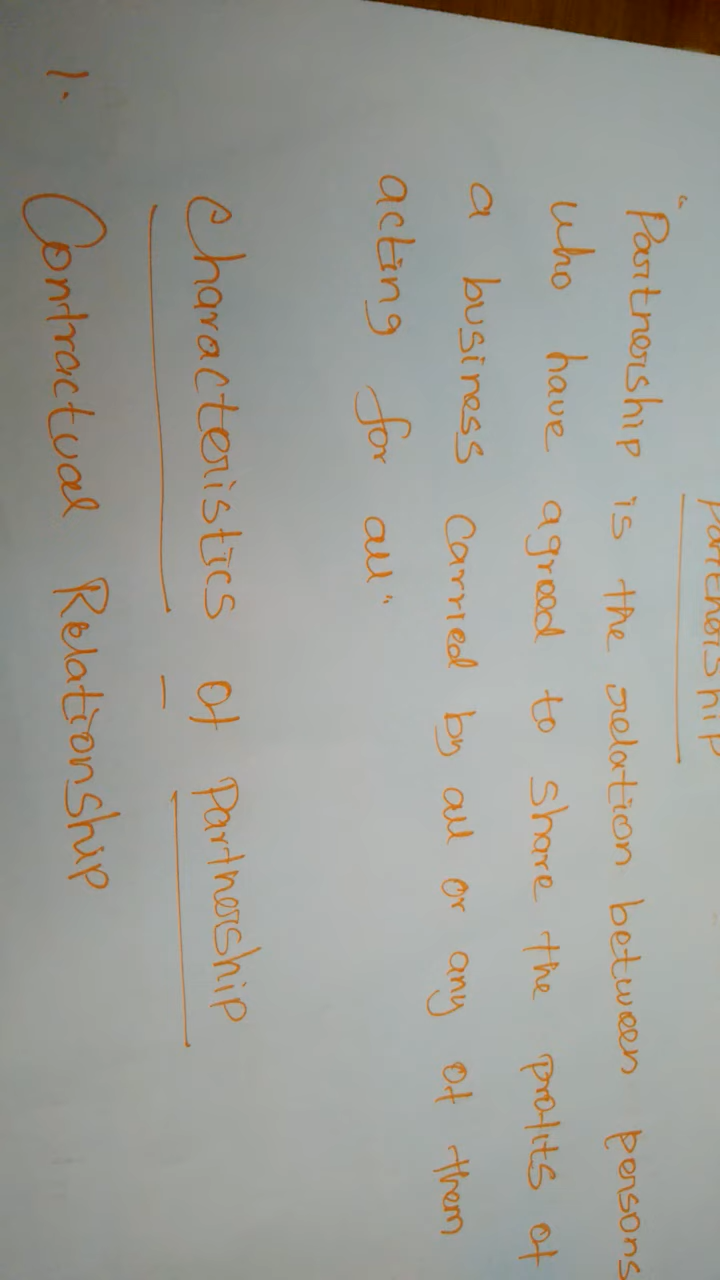 Partnership
"Partnership is the relation between persons
who have agreed to share the profits of
a business carried by all or any of them
acting for all"
Characteristics of Partnership
1. Contractual Relationship